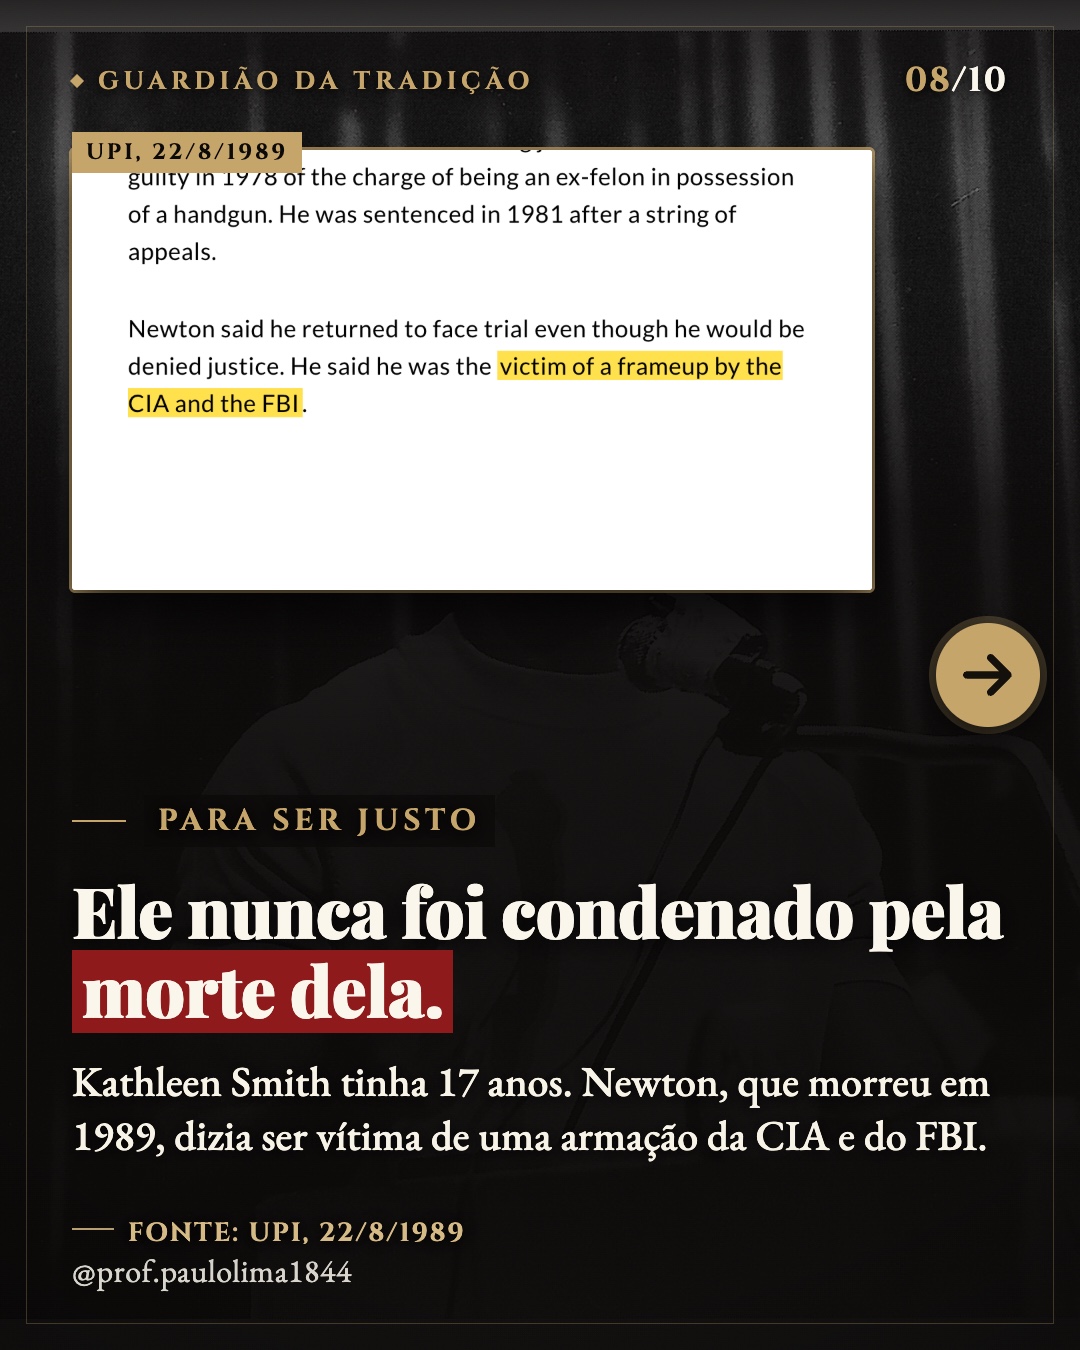 GUARDIÃO DA TRADIÇÃO
08/10
UPI, 22/8/1989
guilty in 1978 of the charge of being an ex-felon in possession
of a handgun. He was sentenced in 1981 after a string of
appeals.
Newton said he returned to face trial even though he would be
denied justice. He said he was the victim of a frameup by the
CIA and the FBI.
PARA SER JUSTO
Ele nunca foi condenado pela
morte dela.
Kathleen Smith tinha 17 anos. Newton, que morreu em
1989, dizia ser vítima de uma armação da CIA e do FBI.
FONTE: UPI, 22/8/1989
@prof.paulolima1844